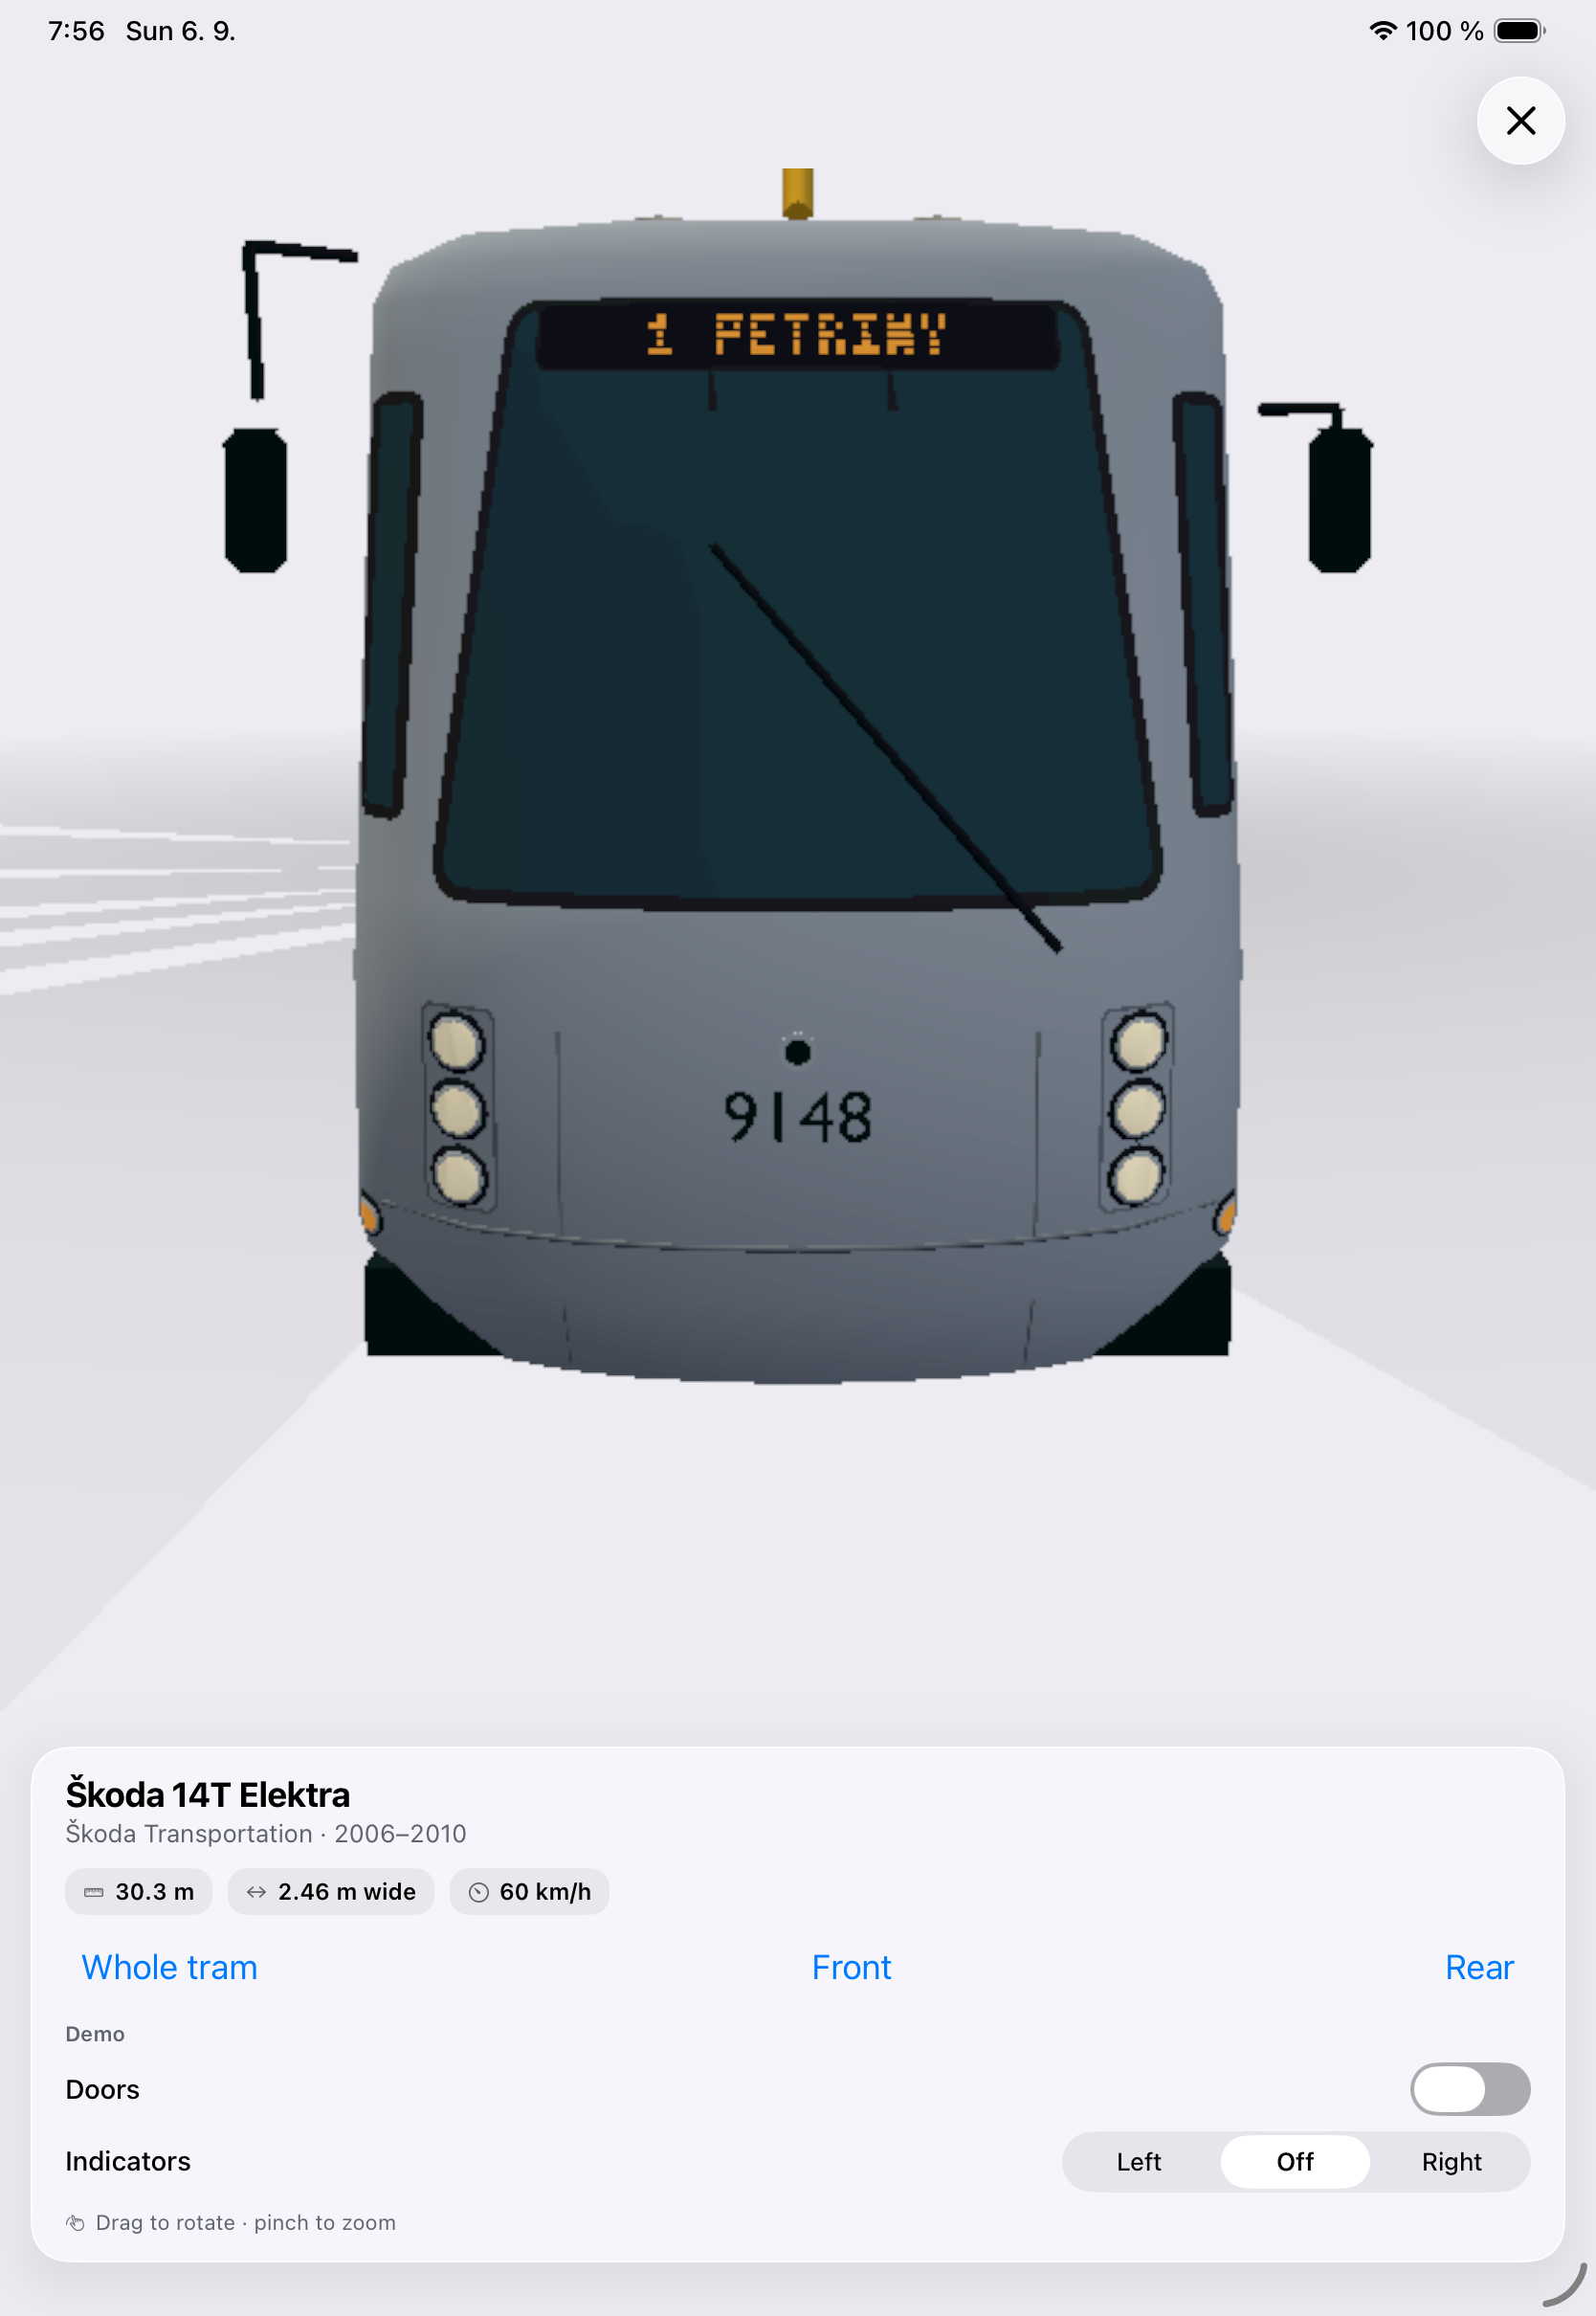 7:56 Sun 6. 9.
100 %
1 PETRINY
9148
Škoda 14T Elektra
Škoda Transportation · 2006–2010
30.3 m
2.46 m wide
60 km/h
Whole tram
Front
Rear
Demo
Doors
Indicators
Left
Off
Right
Drag to rotate · pinch to zoom